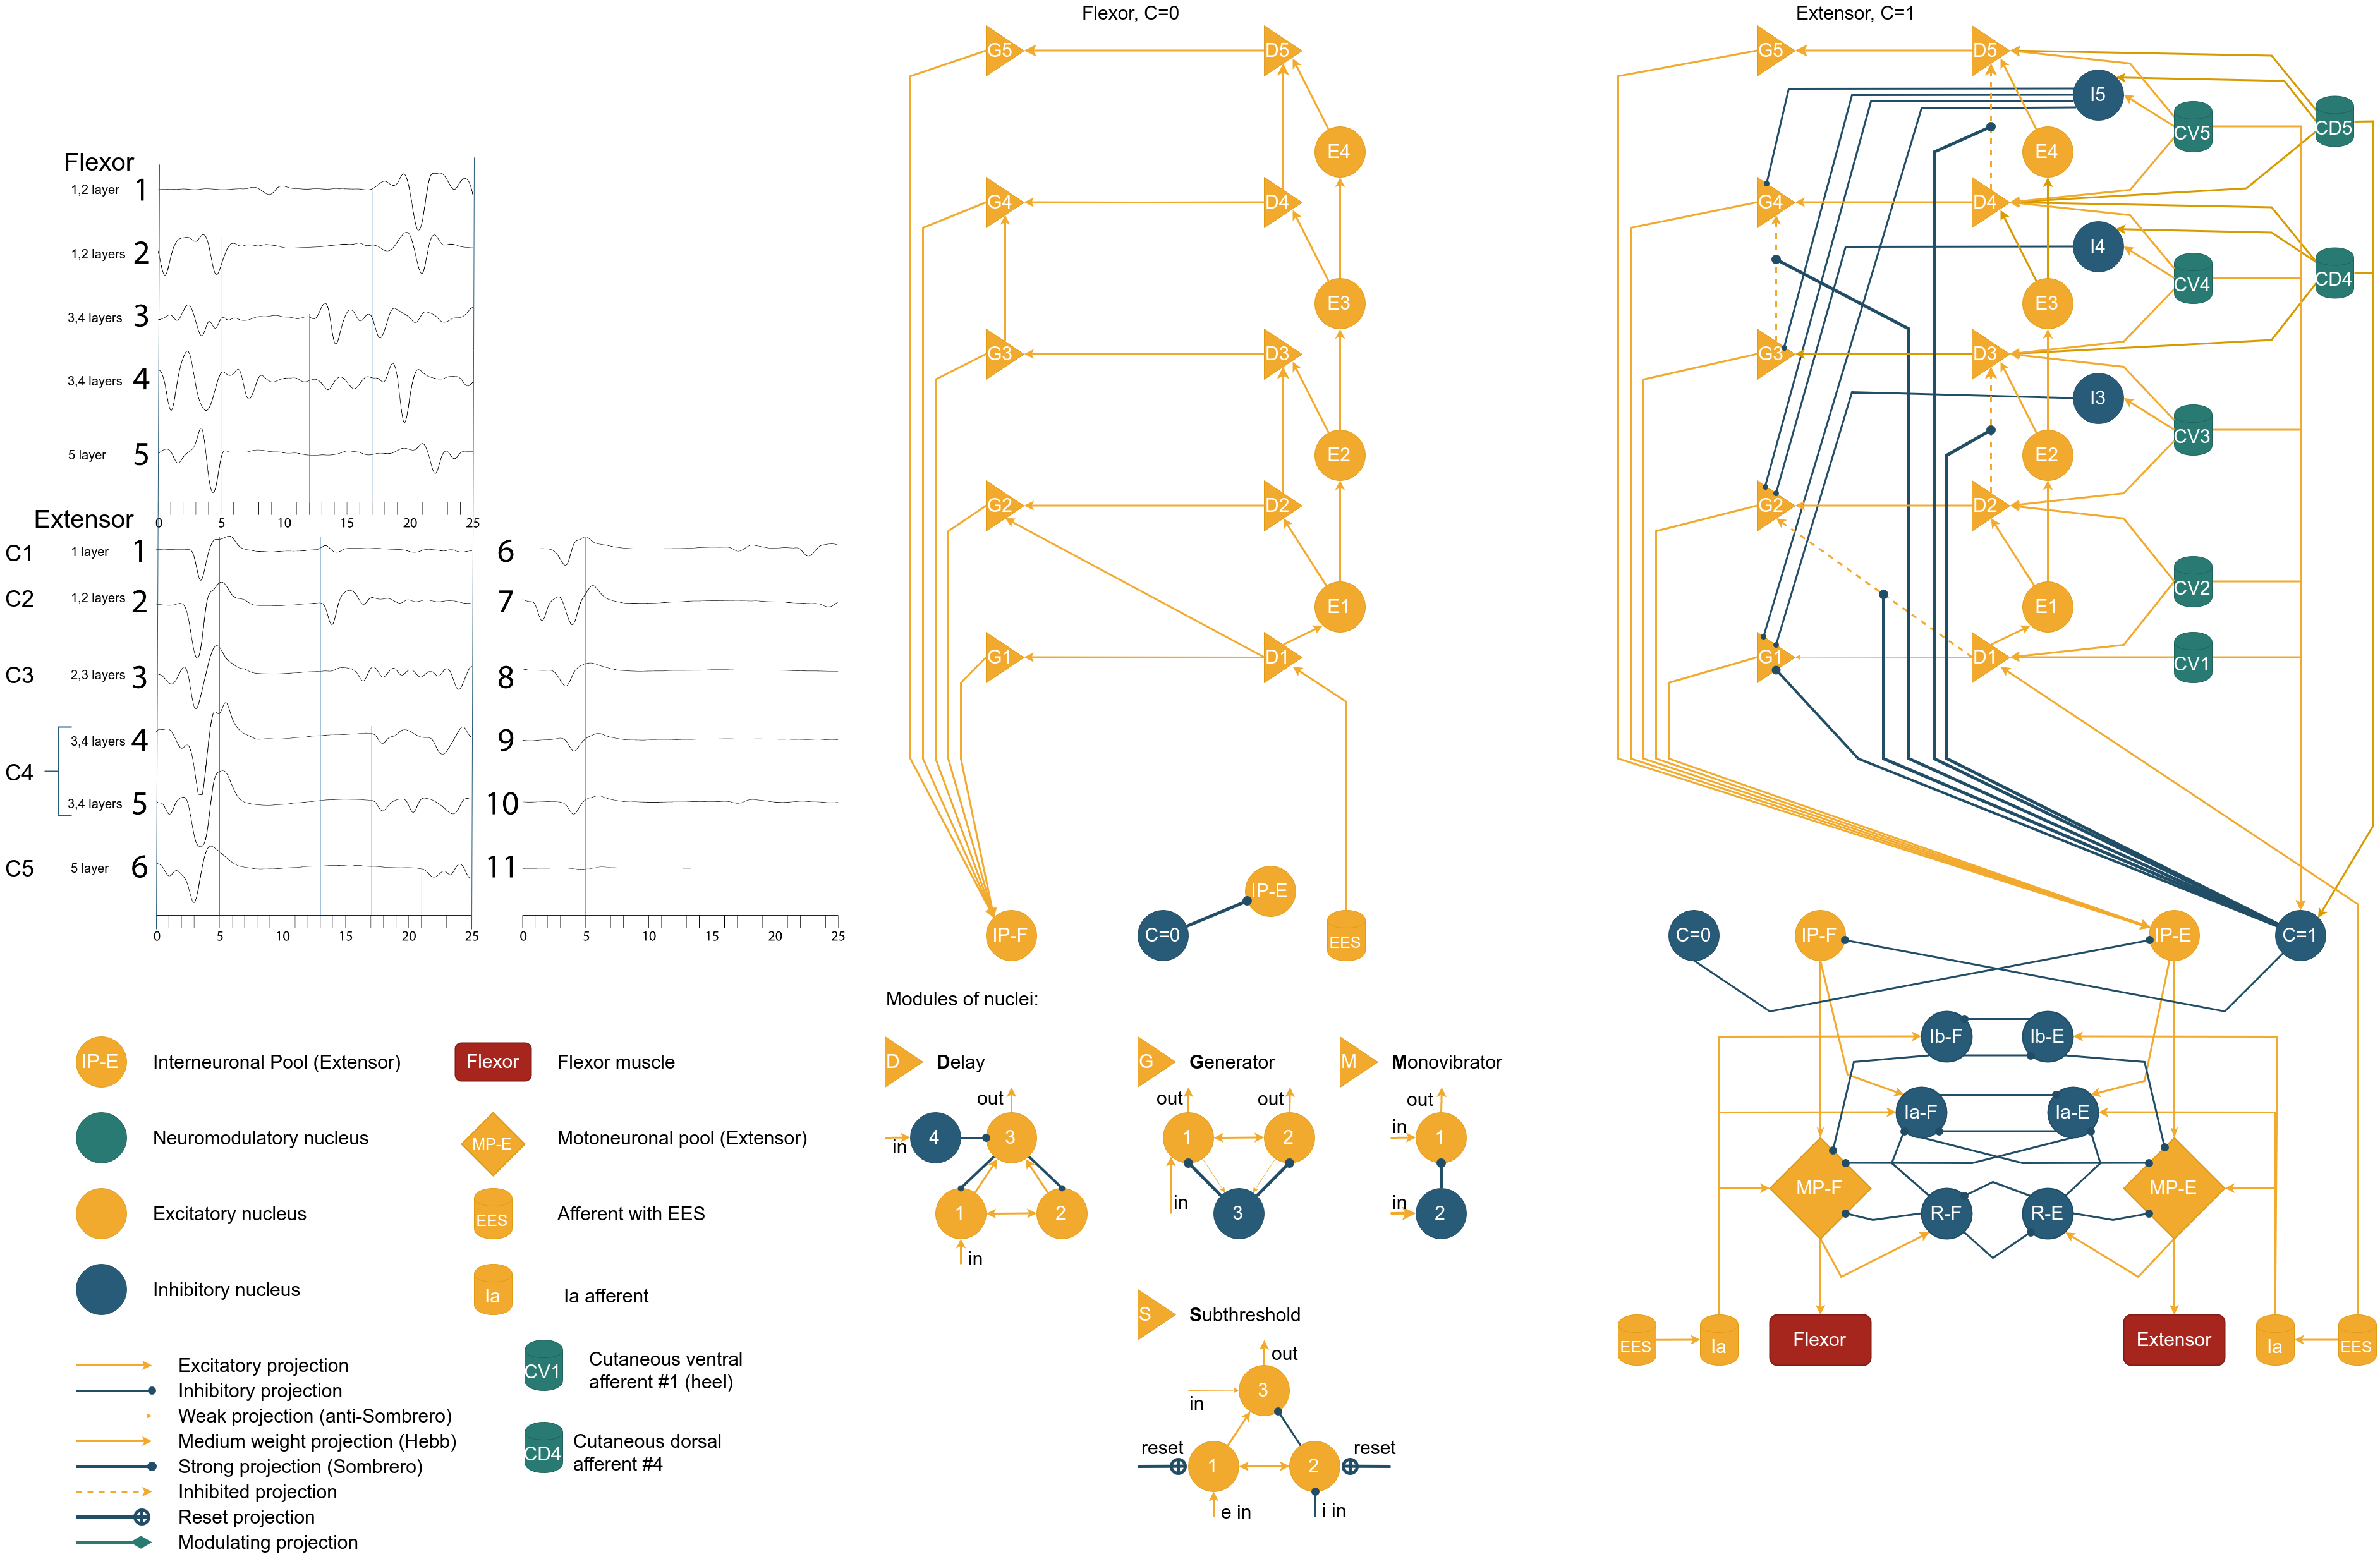 Flexor, C=0
Extensor, C=1
Flexor
1,2 layer 1
1,2 layers 2
3,4 layers 3
3,4 layers 4
5 layer 5
0 5 10 15 20 25
Extensor
C1 1 layer 1
C2 1,2 layers 2
C3 2,3 layers 3
C4
3,4 layers 4
3,4 layers 5
C5 5 layer 6
0 5 10 15 20 25
6
7
8
9
10
11
0 5 10 15 20 25
G5 D5
E4
G4 D4
E3
G3 D3
E2
G2 D2
E1
G1 D1
IP-E
IP-F C=0 EES
G5 D5
I5 CV5 CD5
E4
G4 D4
I4 CV4 CD4
E3
G3 D3
I3 CV3
E2
G2 D2
CV2
E1
G1 D1 CV1
C=0 IP-F IP-E C=1
Ib-F Ib-E
Ia-F Ia-E
MP-F MP-E
R-F R-E
EES Ia Flexor Extensor Ia EES
Modules of nuclei:
D Delay
out
4 3
in
1 2
in
G Generator
out out
1 2
in
3
M Monovibrator
out
in
1
in
2
S Subthreshold
out
3
in
reset reset
1 2
e in i in
IP-E Interneuronal Pool (Extensor)
Neuromodulatory nucleus
Excitatory nucleus
Inhibitory nucleus
Flexor Flexor muscle
MP-E Motoneuronal pool (Extensor)
EES Afferent with EES
Ia Ia afferent
CV1 Cutaneous ventral
afferent #1 (heel)
CD4 Cutaneous dorsal
afferent #4
Excitatory projection
Inhibitory projection
Weak projection (anti-Sombrero)
Medium weight projection (Hebb)
Strong projection (Sombrero)
Inhibited projection
Reset projection
Modulating projection